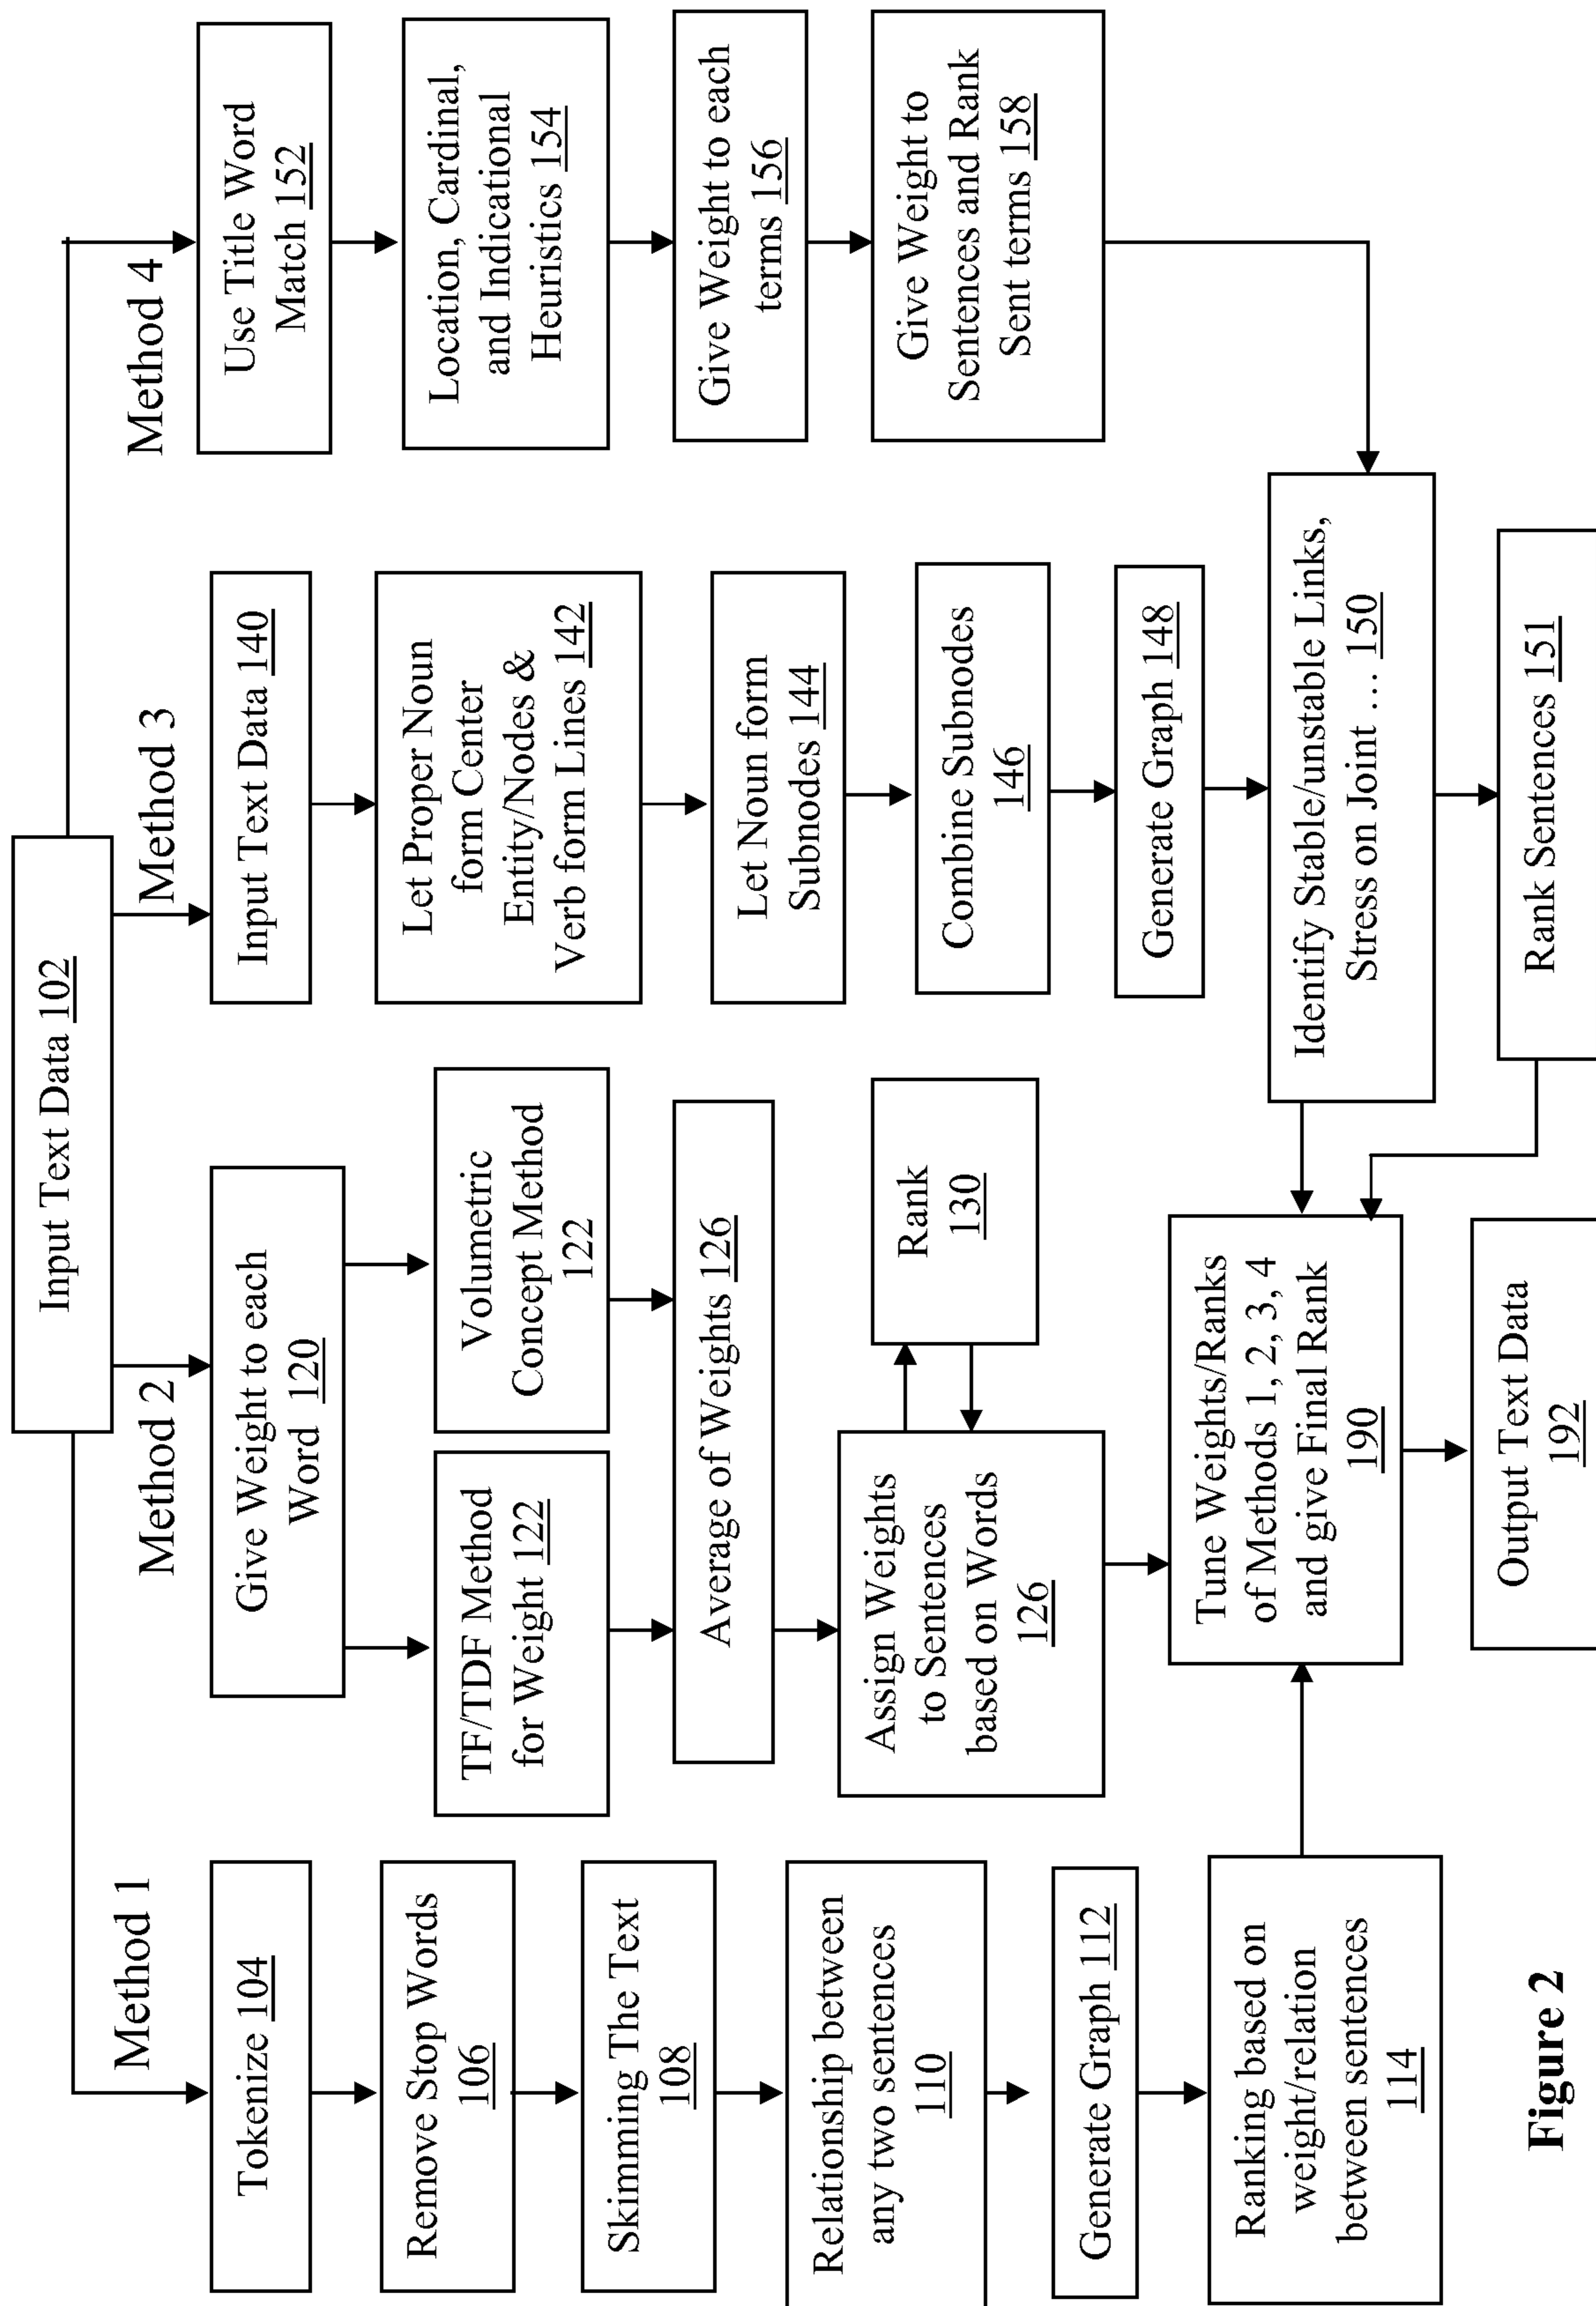 Input Text Data 102
Method 1
Tokenize 104
Remove Stop Words
106
Skimming The Text
108
Relationship between
any two sentences
110
Generate Graph 112
Ranking based on
weight/relation
between sentences
114
Method 2
Give Weight to each
Word 120
TF/TDF Method
for Weight 122
Volumetric
Concept Method
122
Average of Weights 126
Assign Weights
to Sentences
based on Words
126
Rank
130
Method 3
Input Text Data 140
Let Proper Noun
form Center
Entity/Nodes &
Verb form Lines 142
Let Noun form
Subnodes 144
Combine Subnodes
146
Generate Graph 148
Identify Stable/unstable Links,
Stress on Joint ... 150
Rank Sentences 151
Method 4
Use Title Word
Match 152
Location, Cardinal,
and Indicational
Heuristics 154
Give Weight to each
terms 156
Give Weight to
Sentences and Rank
Sent terms 158
Tune Weights/Ranks
of Methods 1, 2, 3, 4
and give Final Rank
190
Output Text Data
192
Figure 2